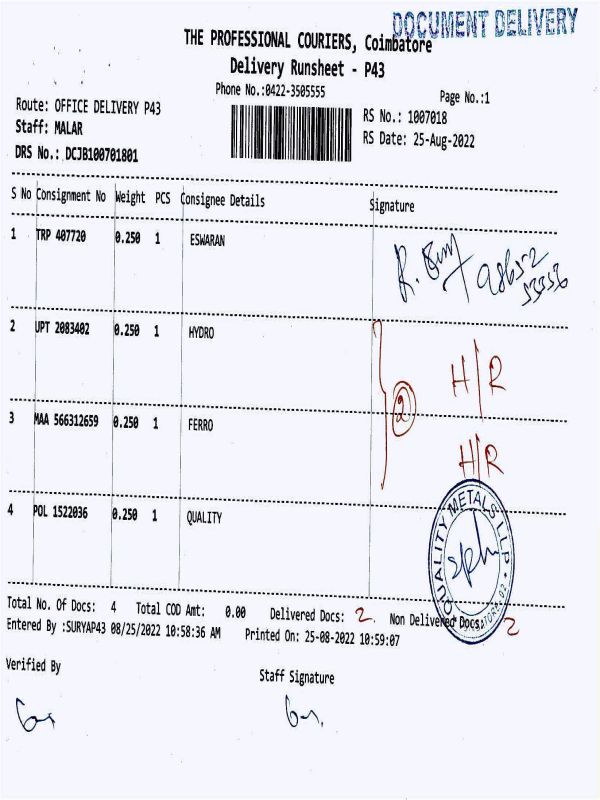 DOCUMENT DELIVERY
THE PROFESSIONAL COURIERS, Coimbatore
Delivery Runsheet - P43
Phone No.:0422-3505555
Page No.:1
Route: OFFICE DELIVERY P43
RS No.: 1007018
Staff: MALAR
RS Date: 25-Aug-2022
DRS No.: DCJB100701801
S No Consignment No Weight PCS Consignee Details Signature
1 TRP 407720 0.250 1 ESWARAN
2 UPT 2083402 0.250 1 HYDRO H/R
2
3 MAA 566312659 0.250 1 FERRO H/R
4 POL 1522036 0.250 1 QUALITY
QUALITY METALS LLP
Total No. Of Docs: 4 Total COD Amt: 0.00 Delivered Docs: 2 Non Delivered Docs: 2
Entered By :SURYAP43 08/25/2022 10:58:36 AM Printed On: 25-08-2022 10:59:07
Verified By
Staff Signature